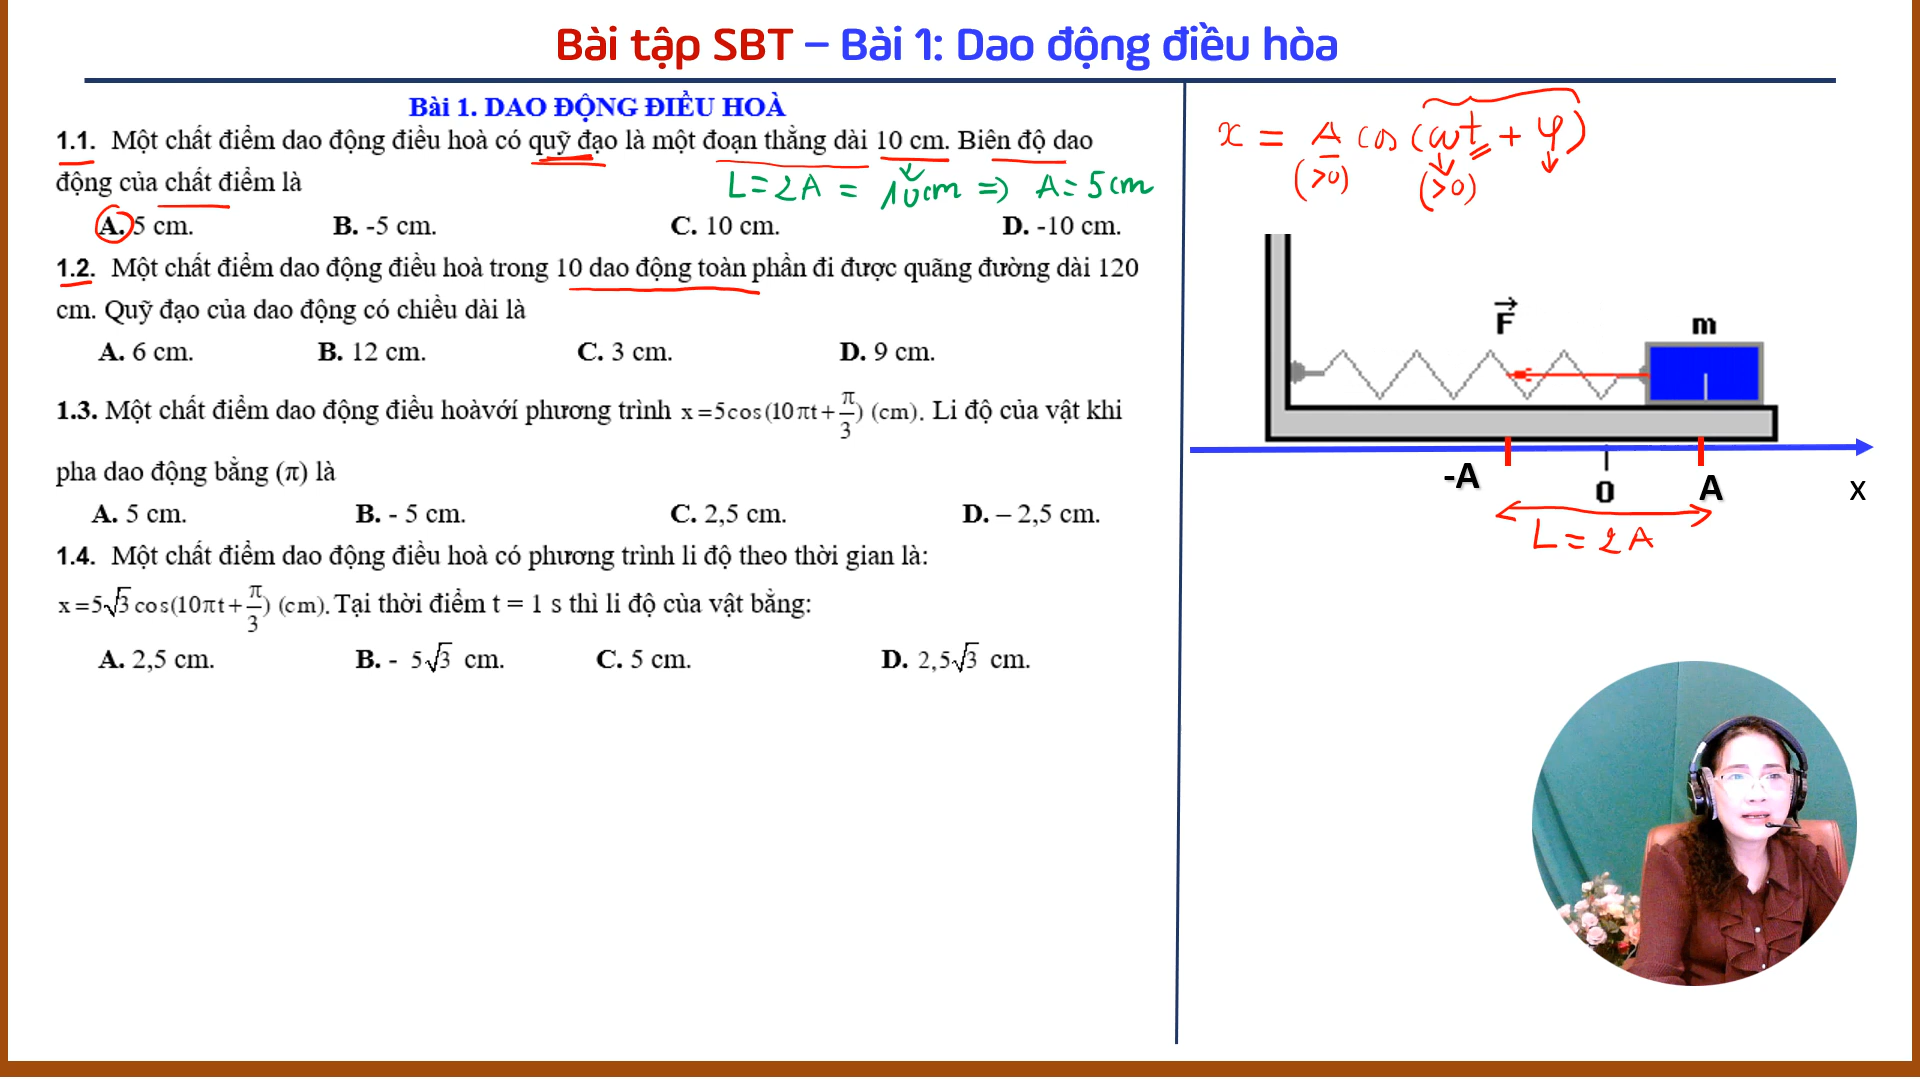 Bài tập SBT – Bài 1: Dao động điều hòa
Bài 1. DAO ĐỘNG ĐIỀU HOÀ
1.1. Một chất điểm dao động điều hoà có quỹ đạo là một đoạn thẳng dài 10 cm. Biên độ dao
động của chất điểm là
L = 2A = 10cm => A = 5cm
A. 5 cm. B. -5 cm. C. 10 cm. D. -10 cm.
1.2. Một chất điểm dao động điều hoà trong 10 dao động toàn phần đi được quãng đường dài 120
cm. Quỹ đạo của dao động có chiều dài là
A. 6 cm. B. 12 cm. C. 3 cm. D. 9 cm.
1.3. Một chất điểm dao động điều hoàvớí phương trình x=5cos(10πt+π/3) (cm). Li độ của vật khi
pha dao động bằng (π) là
A. 5 cm. B. - 5 cm. C. 2,5 cm. D. – 2,5 cm.
1.4. Một chất điểm dao động điều hoà có phương trình li độ theo thời gian là:
x=5√3cos(10πt+π/3) (cm). Tại thời điểm t = 1 s thì li độ của vật bằng:
A. 2,5 cm. B. - 5√3 cm. C. 5 cm. D. 2,5√3 cm.
x = A cos (ωt + φ)
(>0) (>0)
F m
-A 0 A x
L = 2A